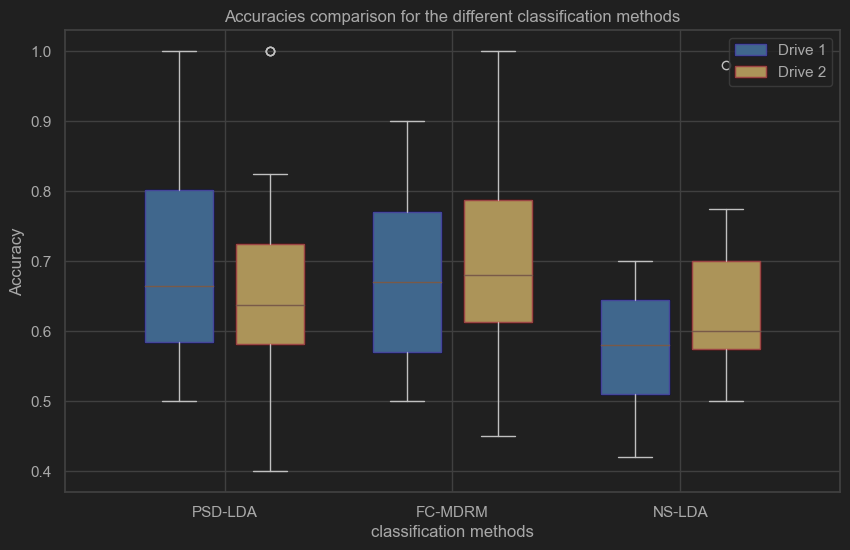 Accuracies comparison for the different classification methods
Drive 1
Drive 2
Accuracy
1.0
0.9
0.8
0.7
0.6
0.5
0.4
PSD-LDA
FC-MDRM
NS-LDA
classification methods